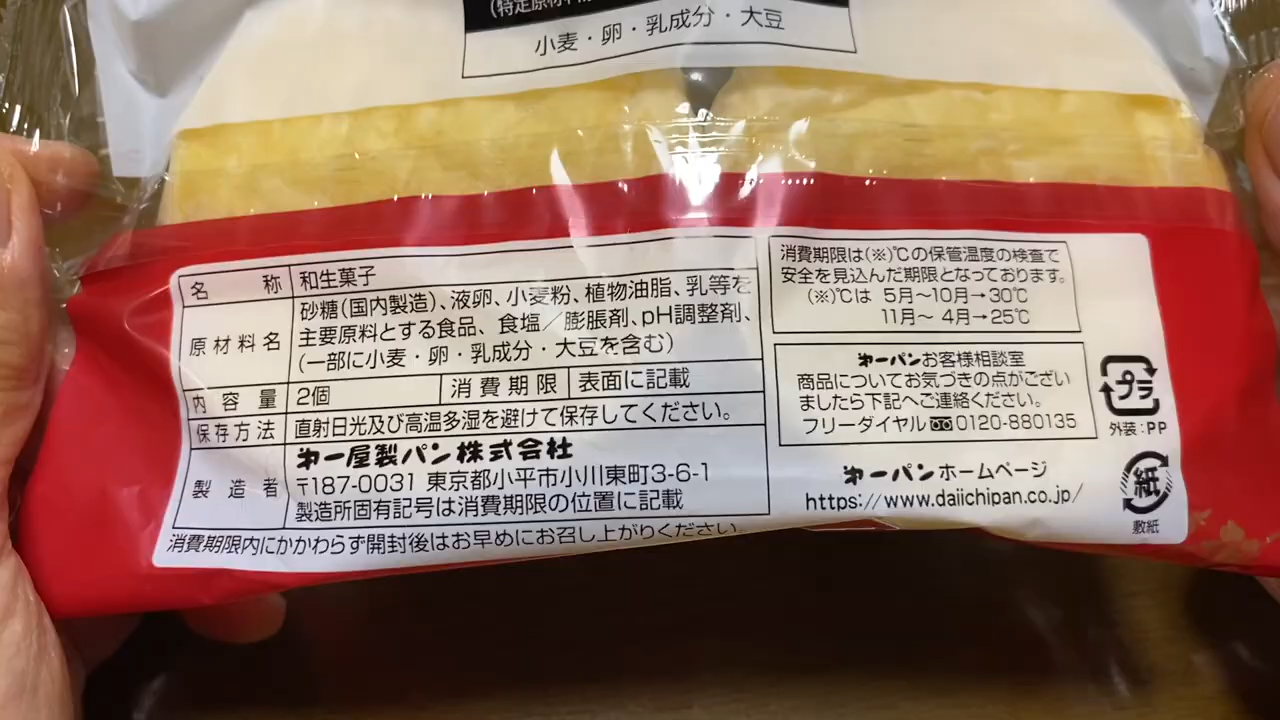 (特定原材料
小麦・卵・乳成分・大豆
名称 和生菓子
原材料名 砂糖(国内製造)、液卵、小麦粉、植物油脂、乳等を
主要原料とする食品、食塩／膨脹剤、pH調整剤、
(一部に小麦・卵・乳成分・大豆を含む)
内容量 2個 消費期限 表面に記載
保存方法 直射日光及び高温多湿を避けて保存してください。
製造者 第一屋製パン株式会社
〒187-0031 東京都小平市小川東町3-6-1
製造所固有記号は消費期限の位置に記載
消費期限内にかかわらず開封後はお早めにお召し上がりください。
消費期限は(※)℃の保管温度の検査で
安全を見込んだ期限となっております。
(※)℃は 5月〜10月→30℃
11月〜 4月→25℃
第一パンお客様相談室
商品についてお気づきの点がござい
ましたら下記へご連絡ください。
フリーダイヤル 0120-880135
第一パンホームページ
https://www.daiichipan.co.jp/
プラ
外装:PP
紙
敷紙